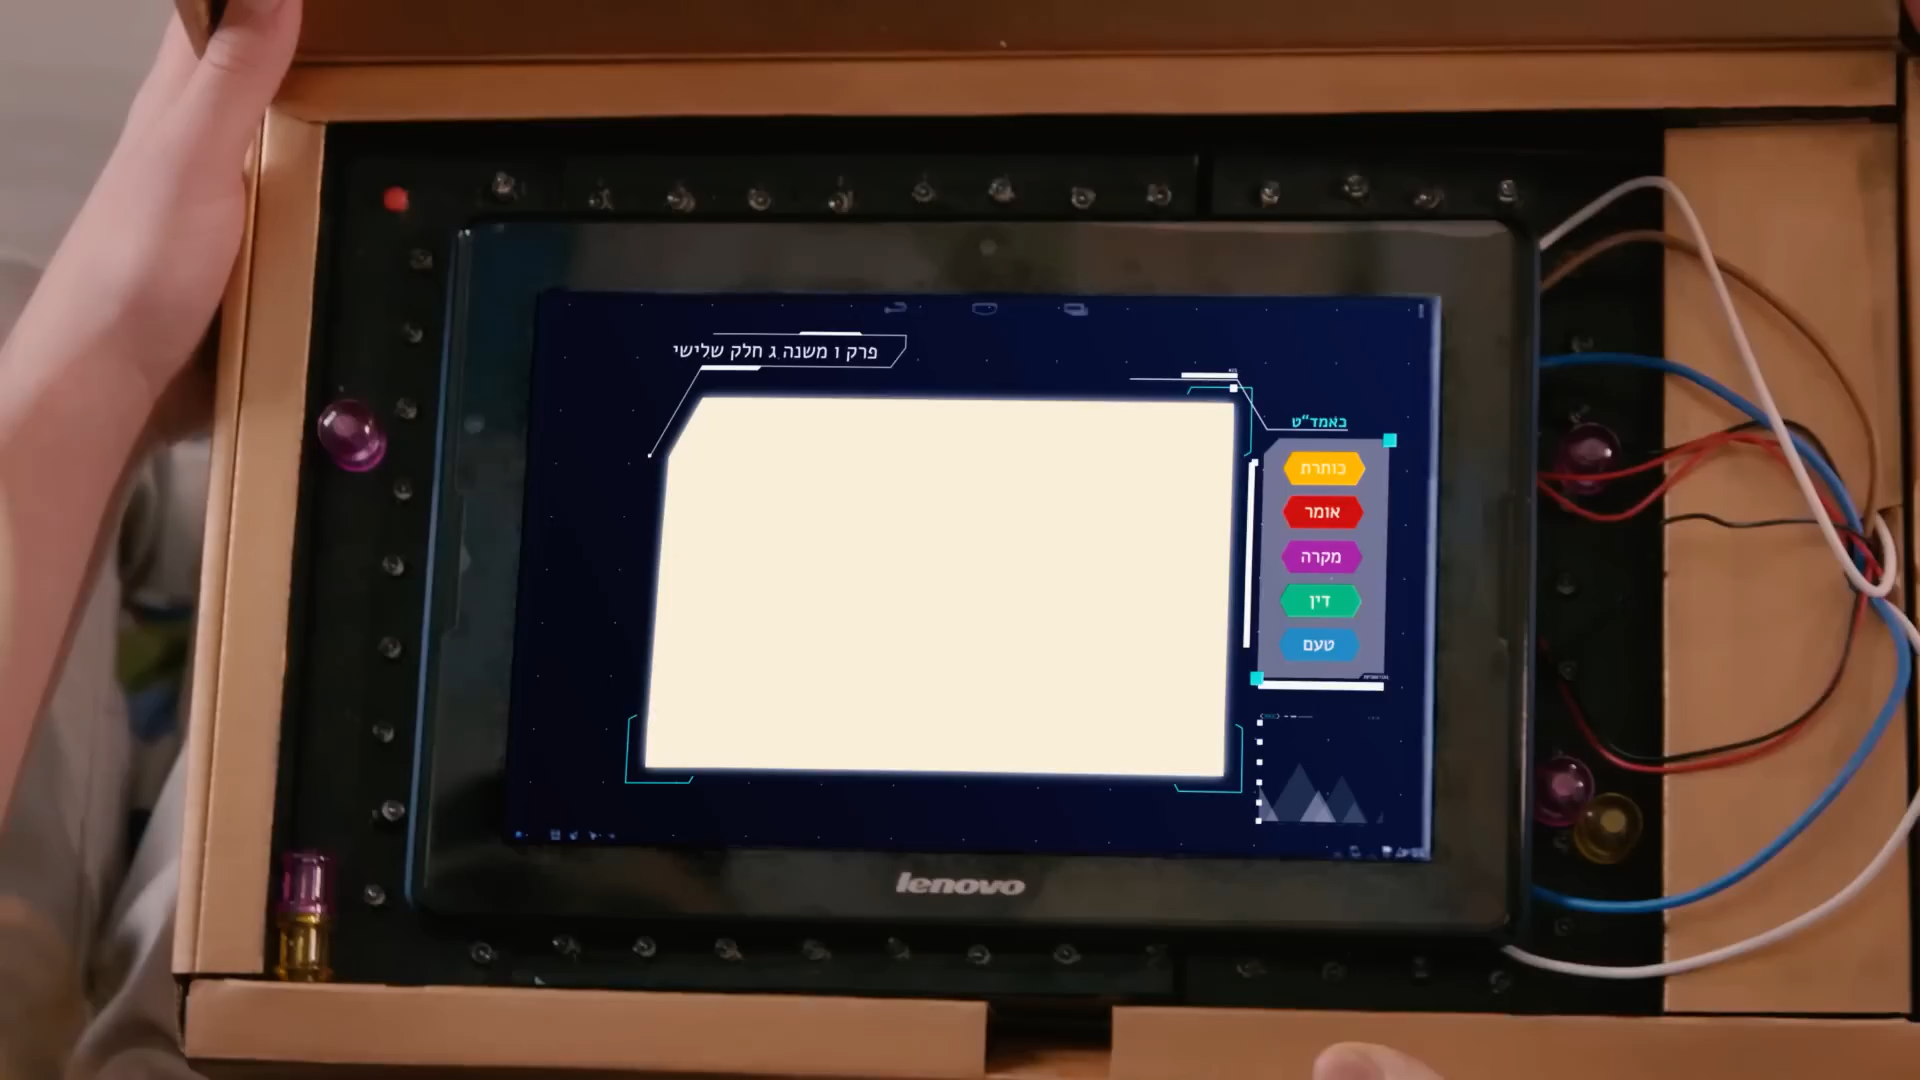 פרק ו משנה ג חלק שלישי
כאמד"ט
כותרת
אומר
מקרה
דין
טעם
lenovo